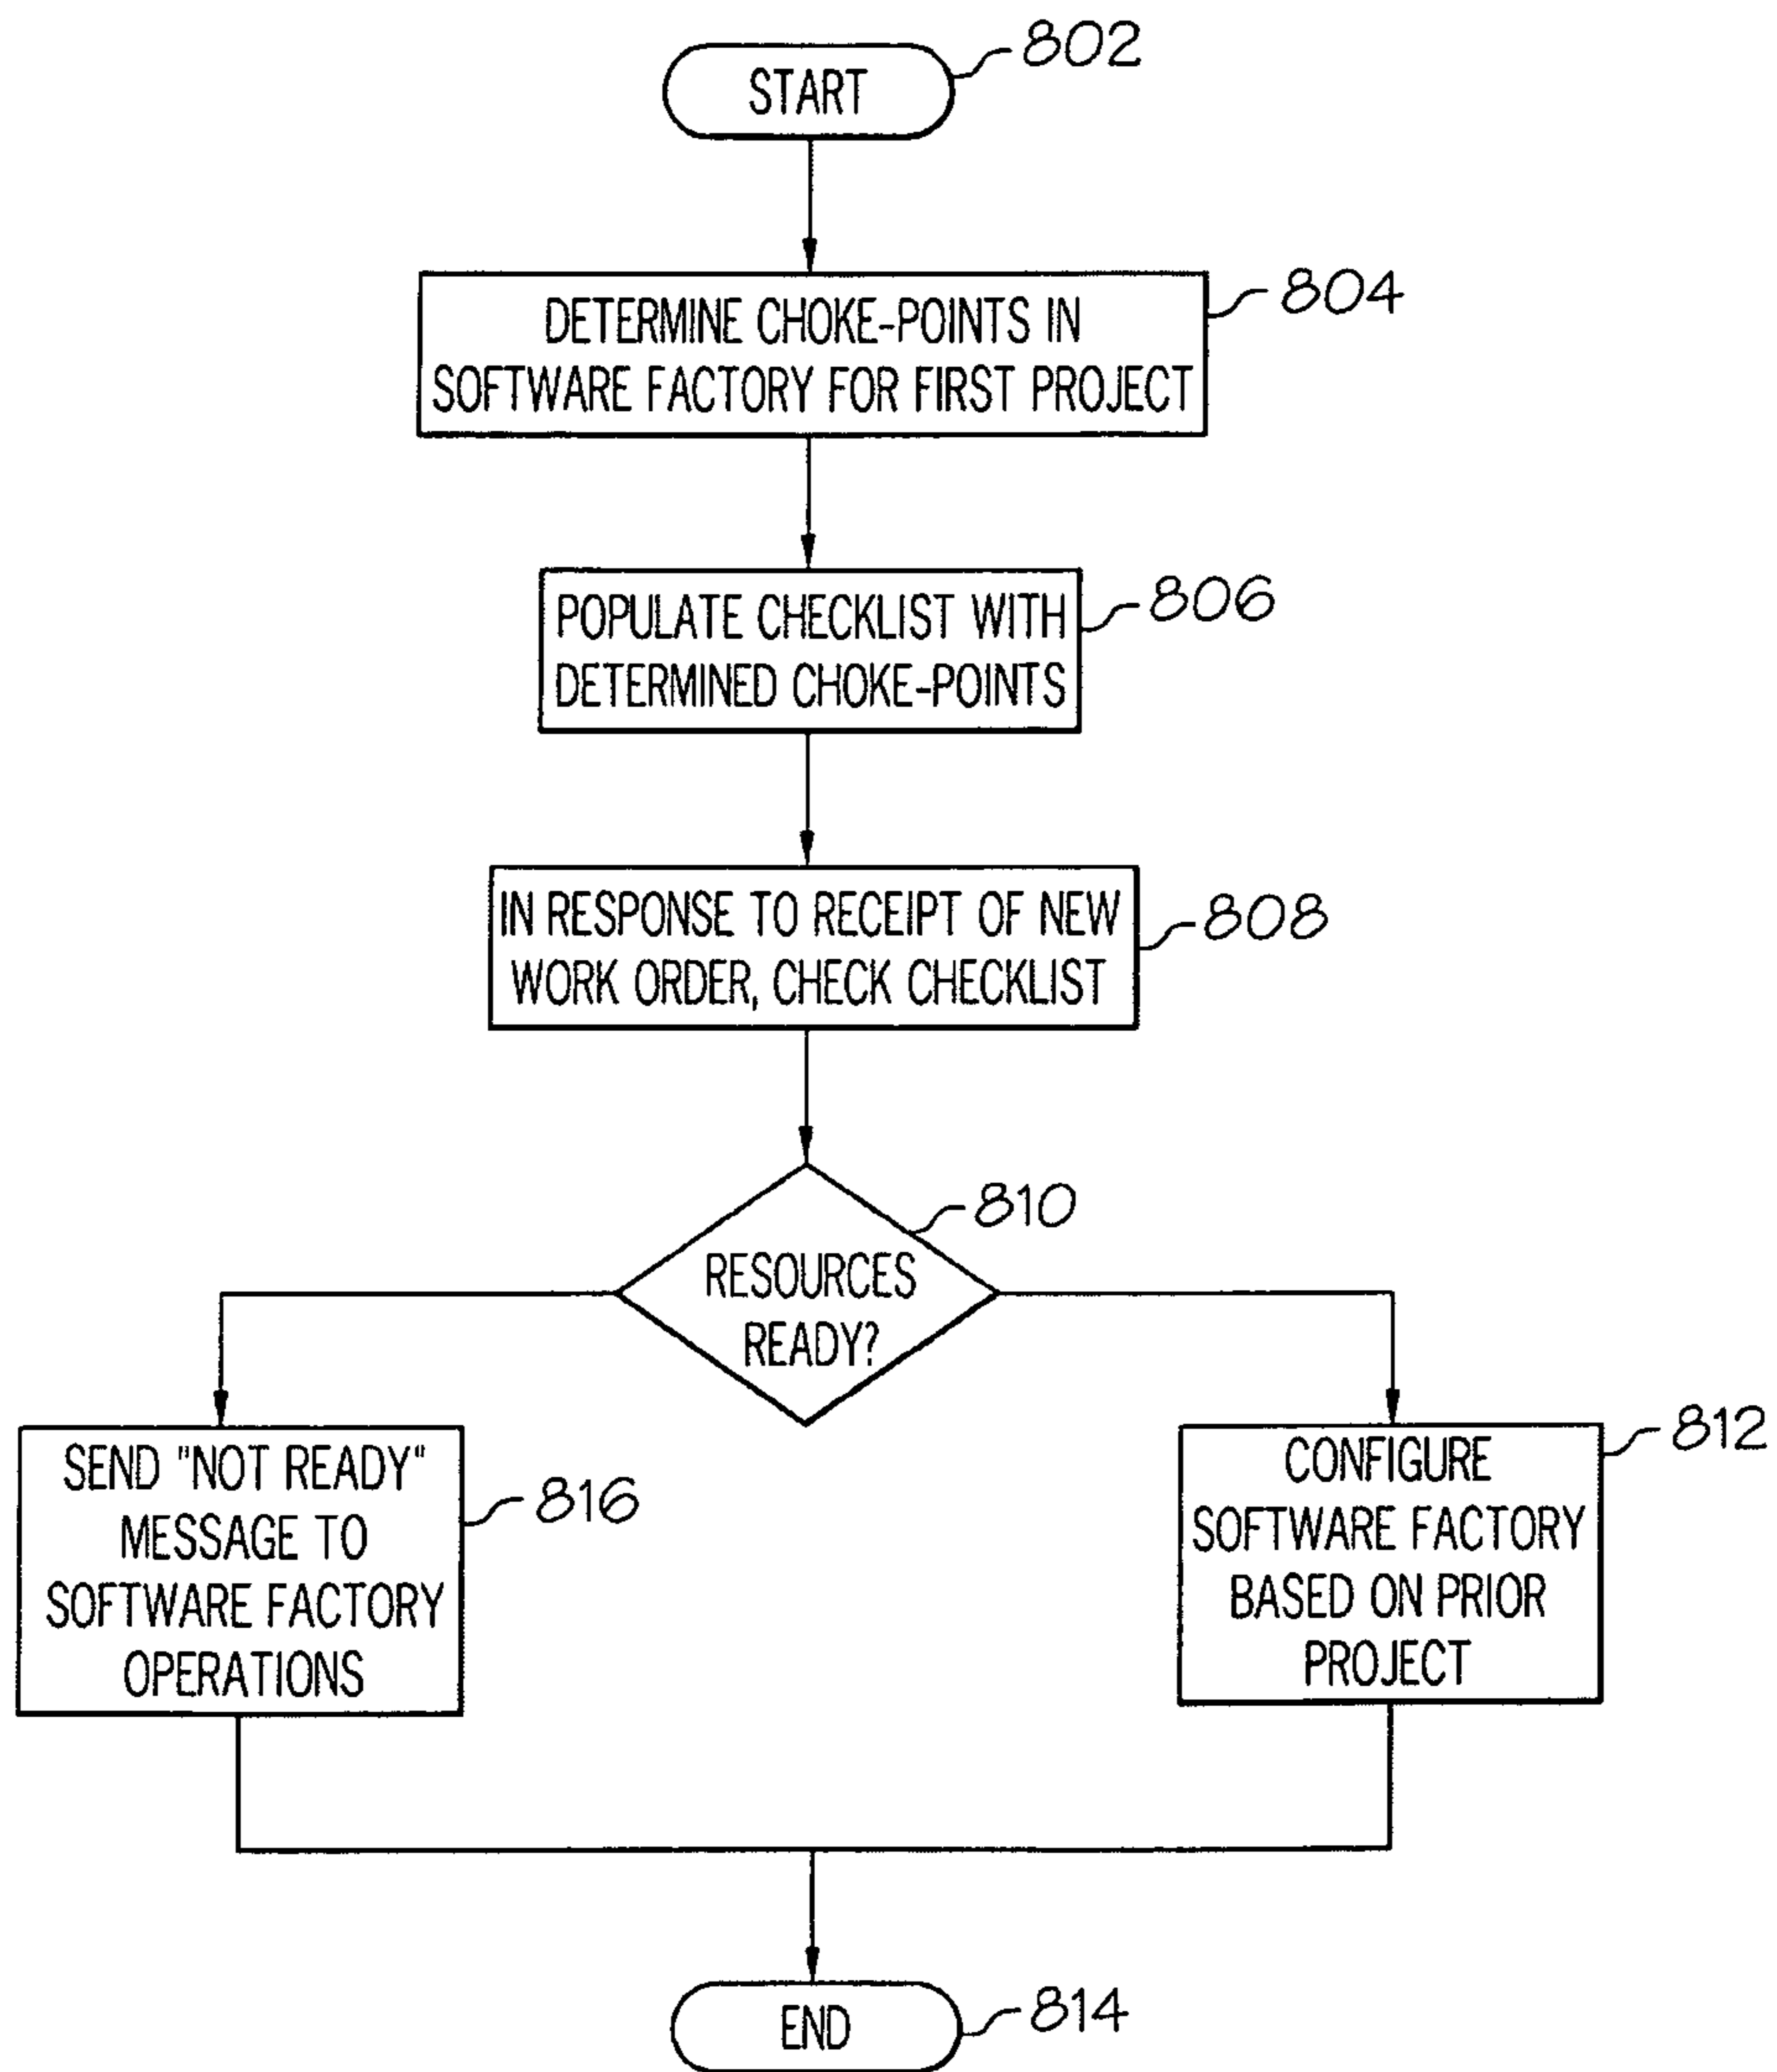 802
START
804
DETERMINE CHOKE-POINTS IN
SOFTWARE FACTORY FOR FIRST PROJECT
806
POPULATE CHECKLIST WITH
DETERMINED CHOKE-POINTS
808
IN RESPONSE TO RECEIPT OF NEW
WORK ORDER, CHECK CHECKLIST
810
RESOURCES
READY?
816
SEND "NOT READY"
MESSAGE TO
SOFTWARE FACTORY
OPERATIONS
812
CONFIGURE
SOFTWARE FACTORY
BASED ON PRIOR
PROJECT
814
END